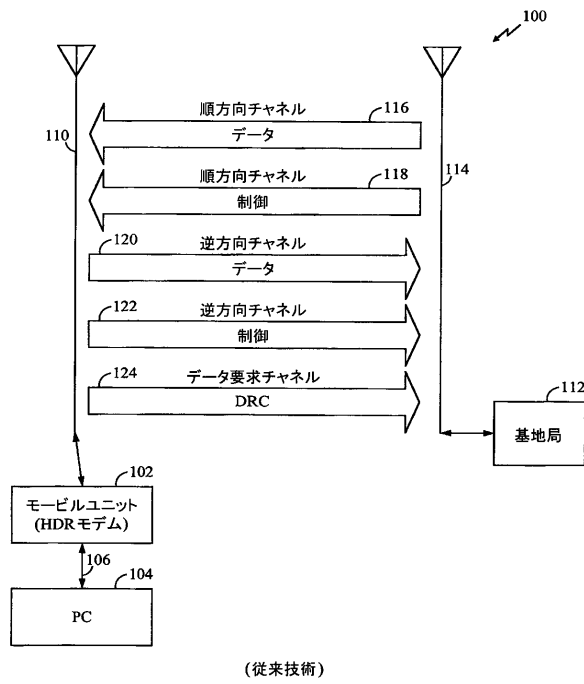 100
順方向チャネル
116
110
データ
順方向チャネル
118
114
制御
120
逆方向チャネル
データ
122
逆方向チャネル
制御
124
データ要求チャネル
DRC
112
基地局
102
モービルユニット
(HDRモデム)
106
104
PC
(従来技術)